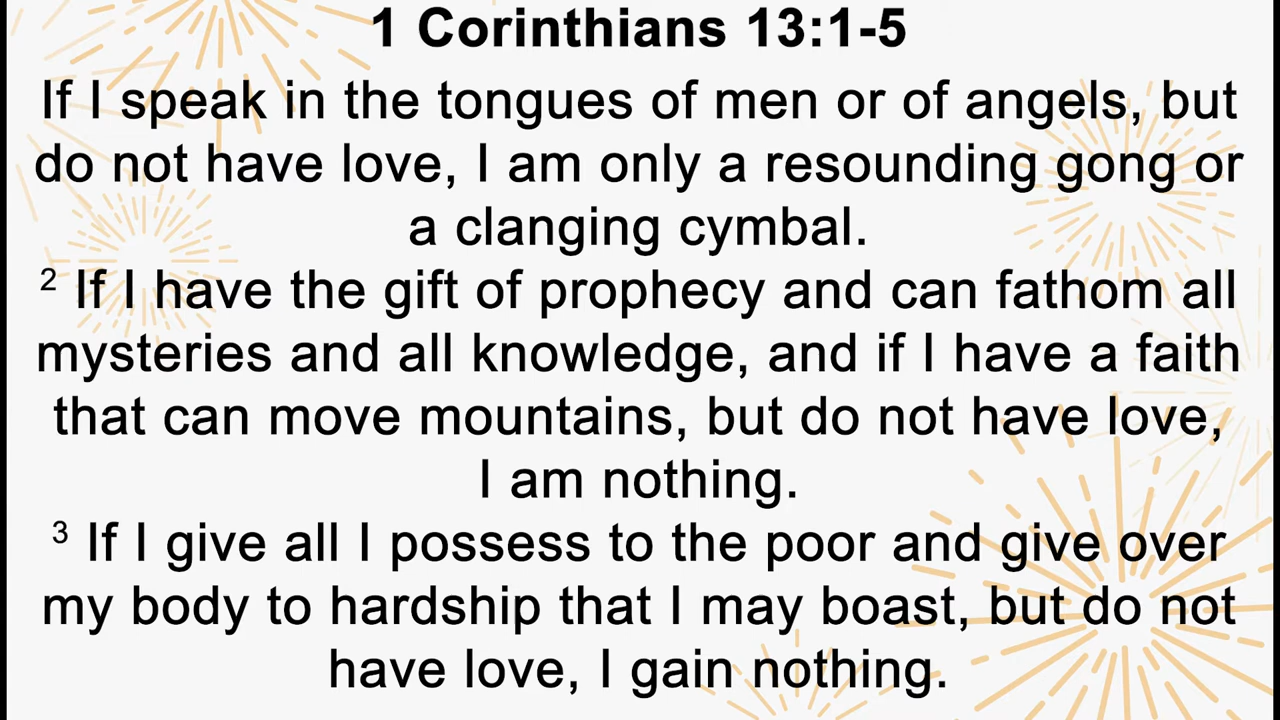 1 Corinthians 13:1-5
If I speak in the tongues of men or of angels, but
do not have love, I am only a resounding gong or
a clanging cymbal.
2 If I have the gift of prophecy and can fathom all
mysteries and all knowledge, and if I have a faith
that can move mountains, but do not have love,
I am nothing.
3 If I give all I possess to the poor and give over
my body to hardship that I may boast, but do not
have love, I gain nothing.